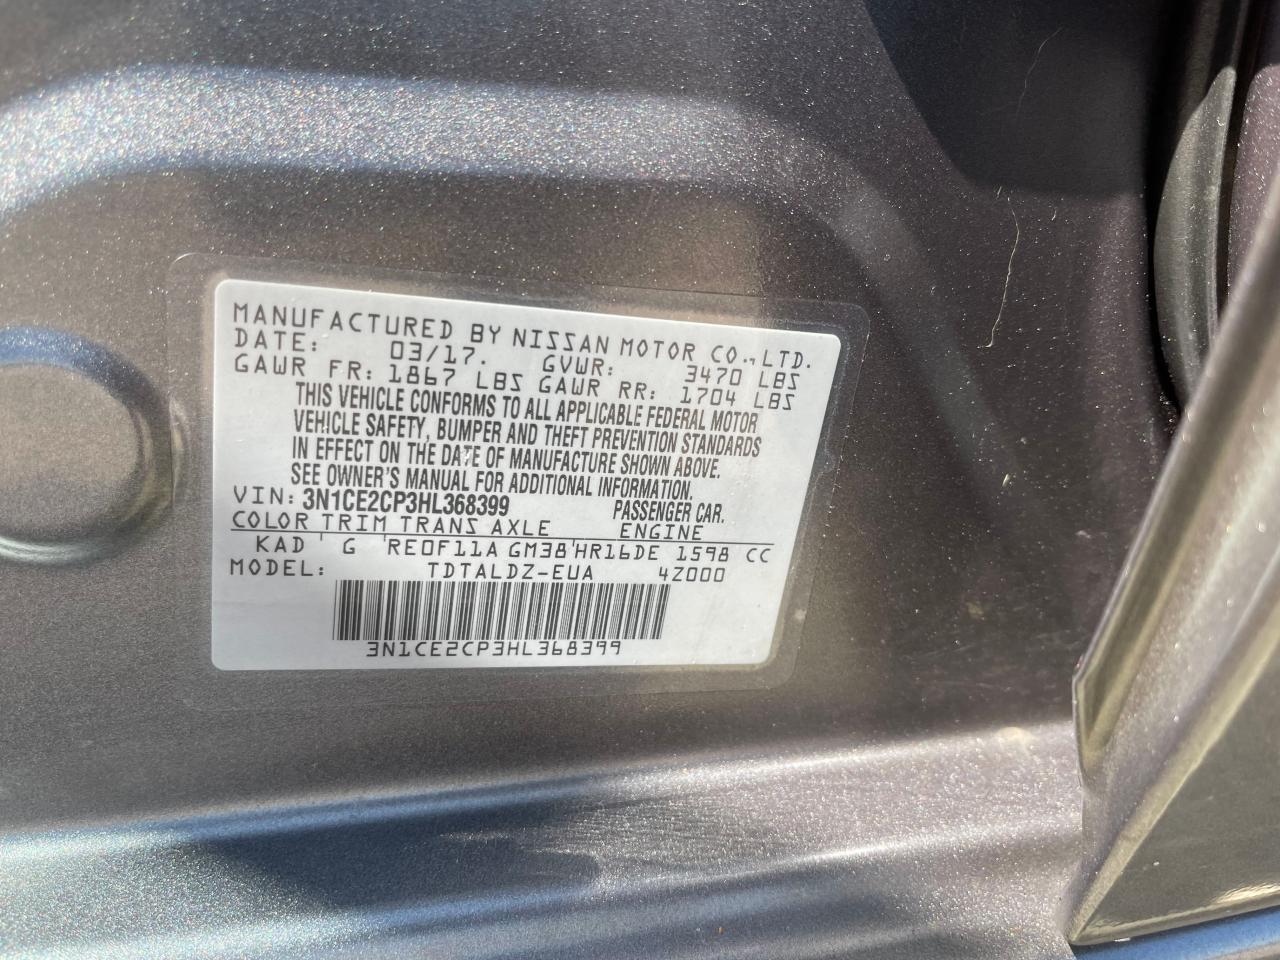 MANUFACTURED BY NISSAN MOTOR CO., LTD.
DATE: 03/17. GVWR: 3470 LBS
GAWR FR: 1867 LBS GAWR RR: 1704 LBS
THIS VEHICLE CONFORMS TO ALL APPLICABLE FEDERAL MOTOR
VEHICLE SAFETY, BUMPER AND THEFT PREVENTION STANDARDS
IN EFFECT ON THE DATE OF MANUFACTURE SHOWN ABOVE.
SEE OWNER'S MANUAL FOR ADDITIONAL INFORMATION.
VIN: 3N1CE2CP3HL368399 PASSENGER CAR.
COLOR TRIM TRANS AXLE ENGINE
KAD G RE0F11A GM38 HR16DE 1598 CC
MODEL: TDTALDZ-EUA 4Z000
3N1CE2CP3HL368399